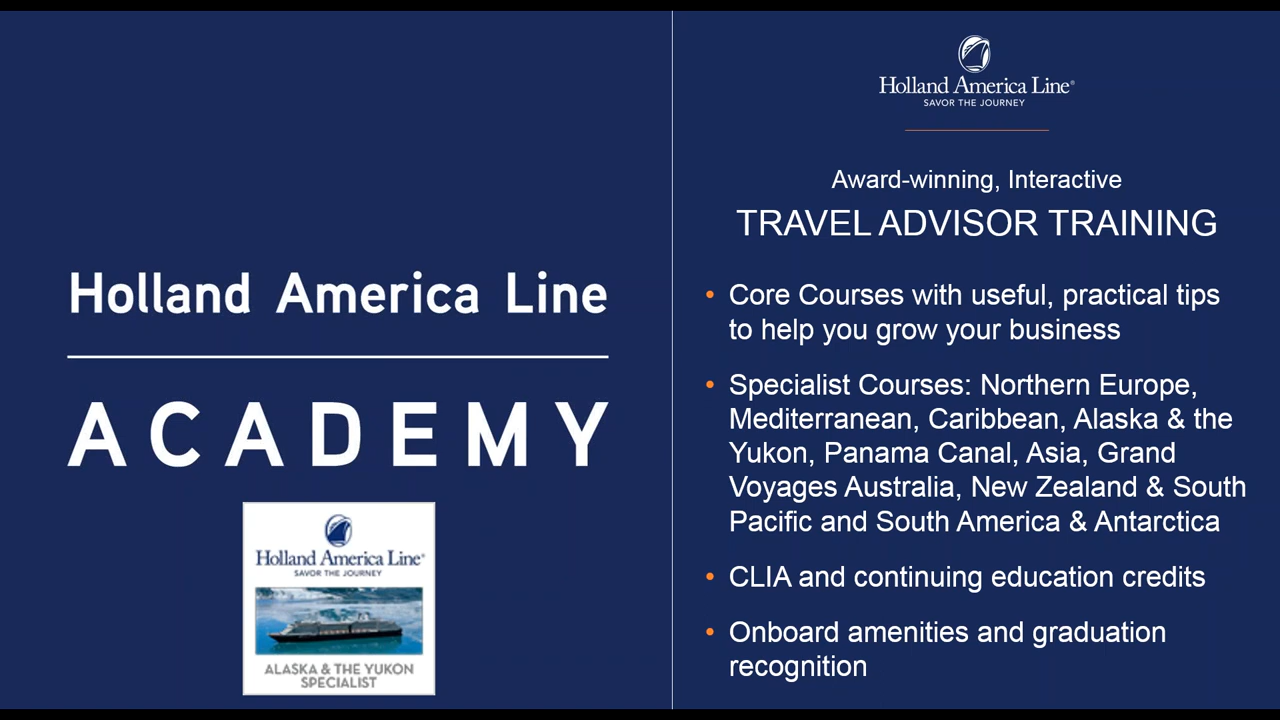 Holland America Line
ACADEMY
Holland America Line®
SAVOR THE JOURNEY
ALASKA & THE YUKON
SPECIALIST
Holland America Line®
SAVOR THE JOURNEY
Award-winning, Interactive
TRAVEL ADVISOR TRAINING
• Core Courses with useful, practical tips
to help you grow your business
• Specialist Courses: Northern Europe,
Mediterranean, Caribbean, Alaska & the
Yukon, Panama Canal, Asia, Grand
Voyages Australia, New Zealand & South
Pacific and South America & Antarctica
• CLIA and continuing education credits
• Onboard amenities and graduation
recognition